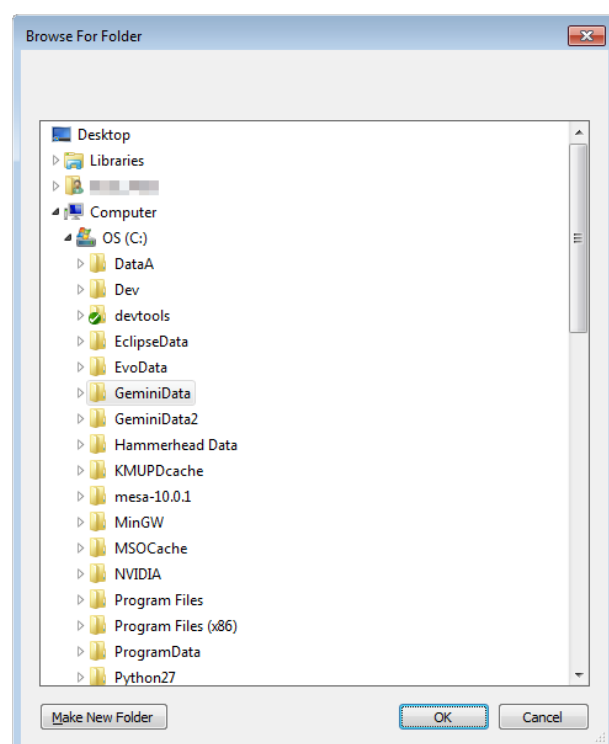 Browse For Folder
Desktop
Libraries
Computer
OS (C:)
DataA
Dev
devtools
EclipseData
EvoData
GeminiData
GeminiData2
Hammerhead Data
KMUPDcache
mesa-10.0.1
MinGW
MSOCache
NVIDIA
Program Files
Program Files (x86)
ProgramData
Python27
Make New Folder OK Cancel